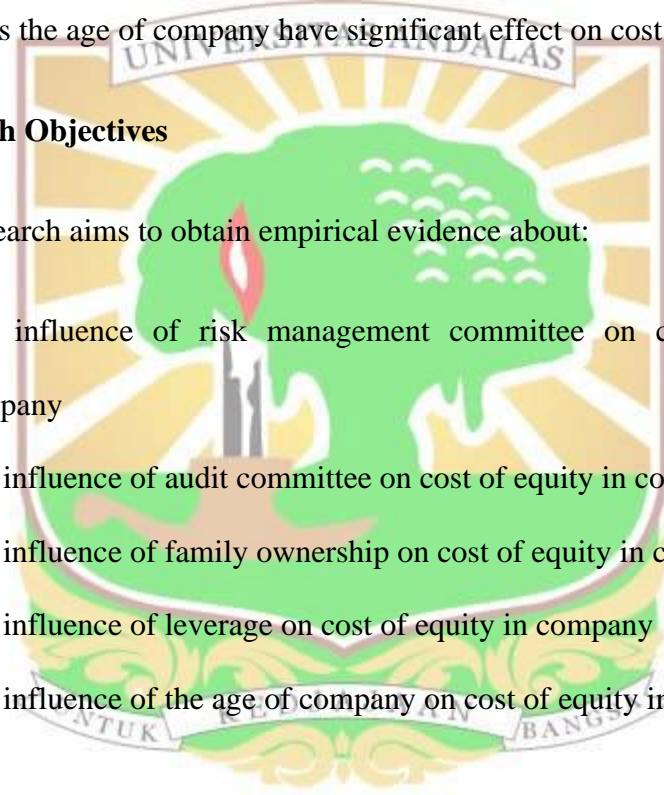 s the age of company have significant effect on cost
UNIVERSITAS ANDALAS
h Objectives
earch aims to obtain empirical evidence about:
influence of risk management committee on c
pany
influence of audit committee on cost of equity in co
influence of family ownership on cost of equity in c
influence of leverage on cost of equity in company
influence of the age of company on cost of equity in
UNTUK KEDJAJAAN BANGSA